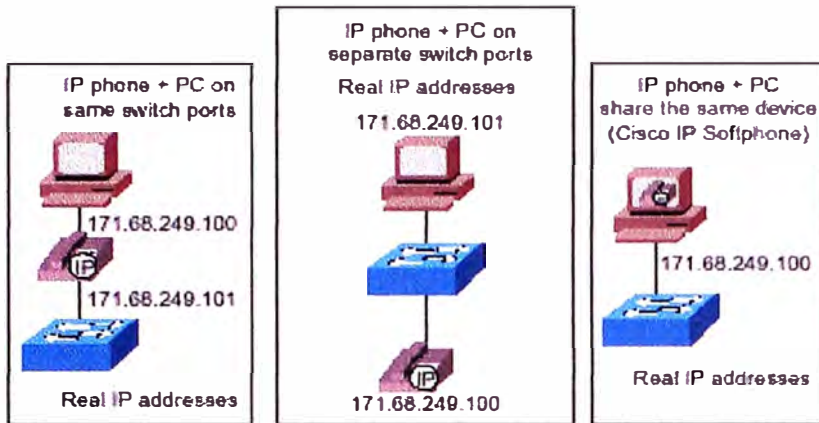 IP phone + PC on
same switch ports
171.68.249.100
IP
171.68.249.101
Real IP addresses
IP phone + PC on
separate switch ports
Real IP addresses
171.68.249.101
IP
171.68.249.100
IP phone + PC
share the same device
(Cisco IP Softphone)
171.68.249.100
Real IP addresses